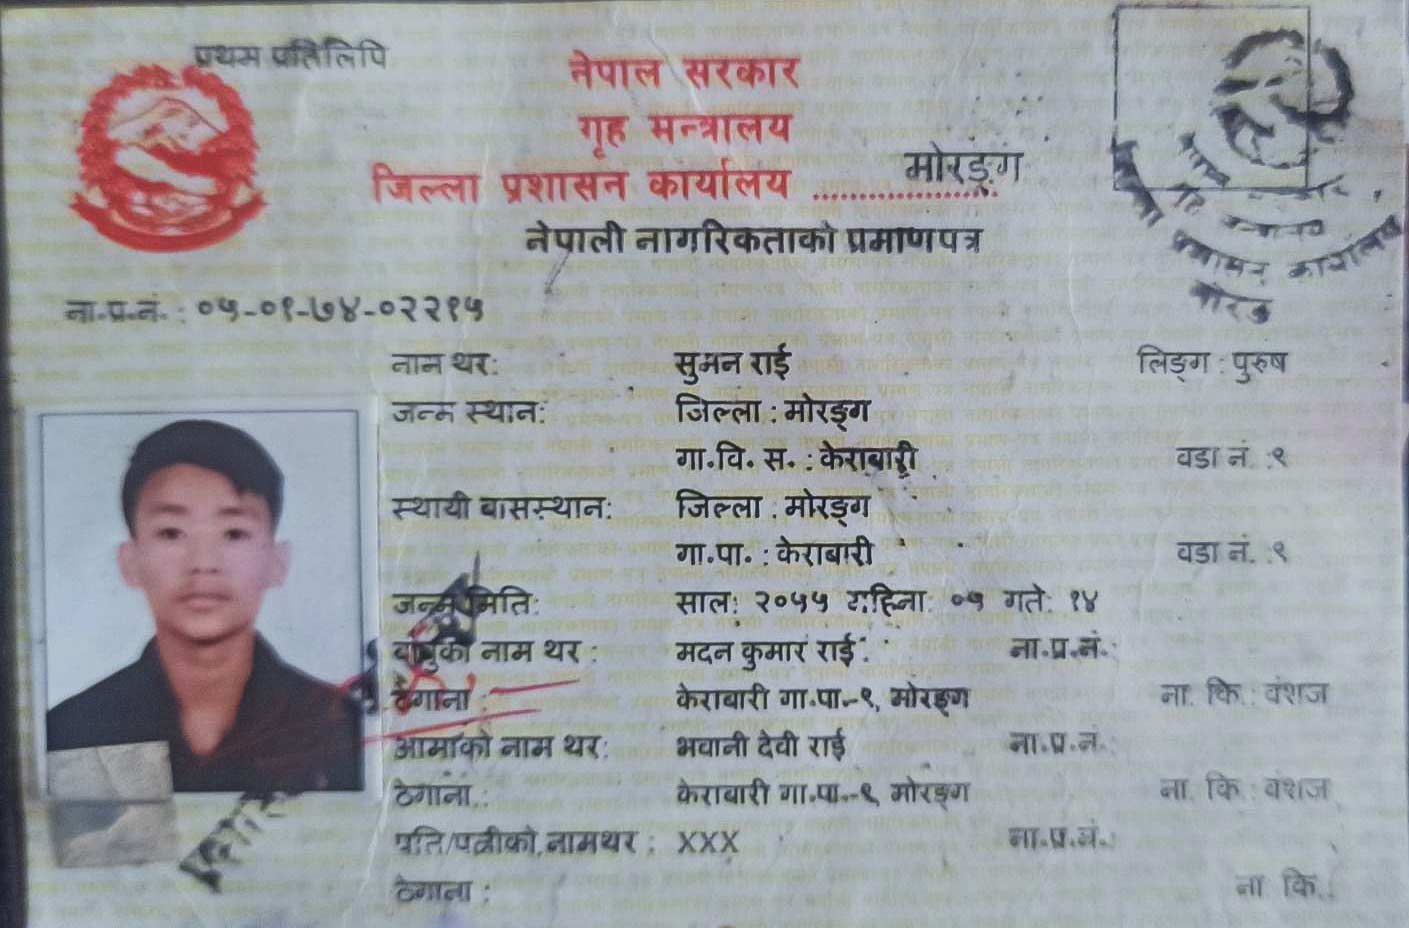 प्रथम प्रतिलिपि
नेपाल सरकार
गृह मन्त्रालय
जिल्ला प्रशासन कार्यालय .................... मोरङ्ग
नेपाली नागरिकताको प्रमाणपत्र
ना.प्र.नं. : ०५-०१-७४-०२२१५
नाम थर: सुमन राई लिङ्ग : पुरुष
जन्म स्थान: जिल्ला : मोरङ्ग
गा.वि. स. : केराबारी वडा नं. :९
स्थायी बासस्थान: जिल्ला : मोरङ्ग
गा.पा. : केराबारी वडा नं. :९
जन्म मिति: साल: २०५५ महिना: ०५ गते: १४
बाबुको नाम थर : मदन कुमार राई ना.प्र.नं.
ठेगाना : केराबारी गा.पा.-९, मोरङ्ग ना. कि.: वंशज
आमाको नाम थर: भवानी देवी राई ना.प्र.नं.
ठेगाना : केराबारी गा.पा.-९ मोरङ्ग ना. कि.: वंशज
पति/पत्नीको नामथर : XXX ना.प्र.नं.
ठेगाना : ना कि.:
प्रशासन कार्यालय
मोरङ